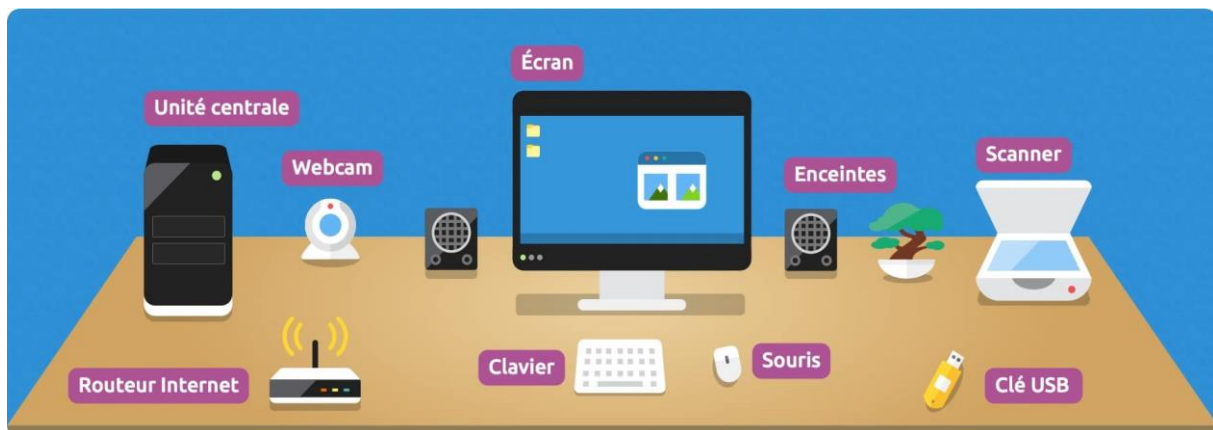 Écran
Unité centrale
Webcam
Enceintes
Scanner
Routeur Internet
Clavier
Souris
Clé USB